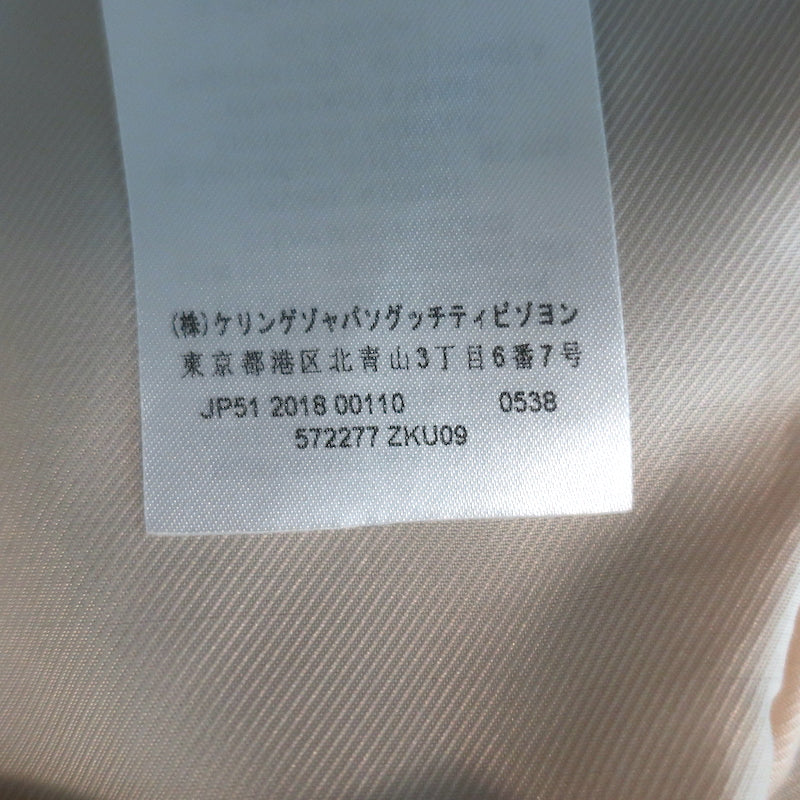 (株)ケリングジャパングッチディビジョン
東京都港区北青山3丁目6番7号
JP51 2018 00110 0538
572277 ZKU09